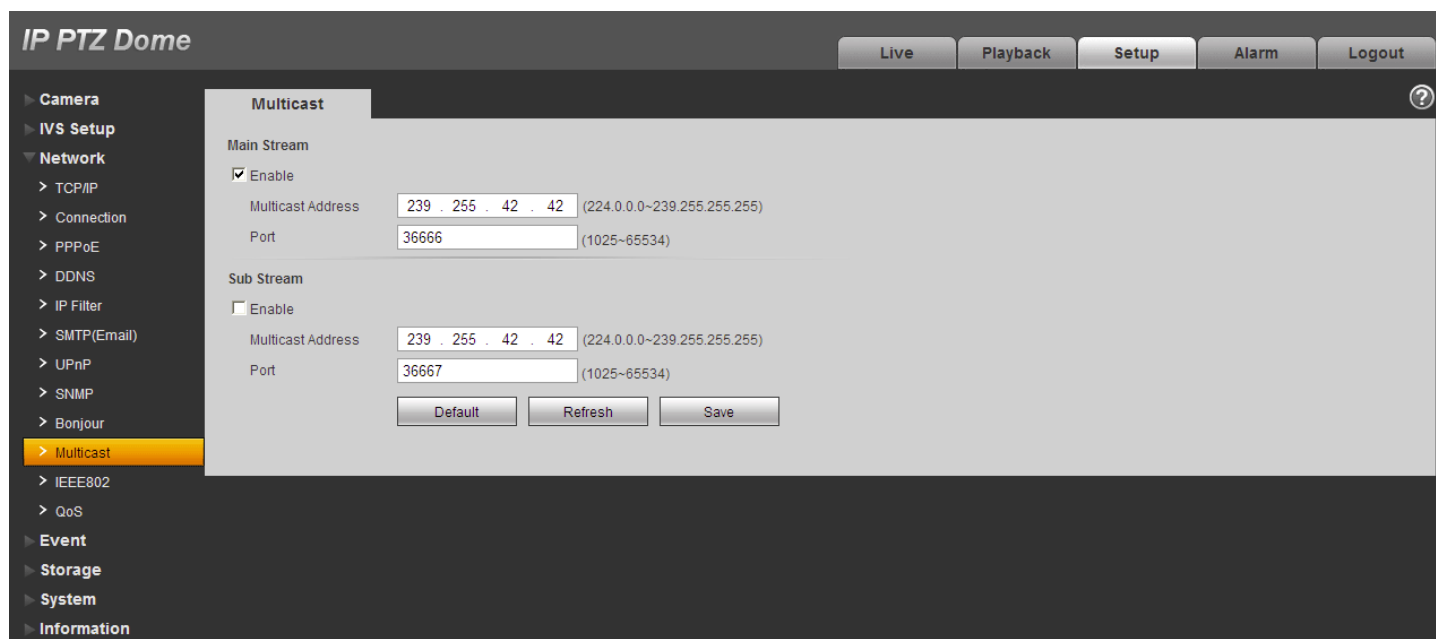 IP PTZ Dome
Live
Playback
Setup
Alarm
Logout
Camera
IVS Setup
Network
> TCP/IP
> Connection
> PPPoE
> DDNS
> IP Filter
> SMTP(Email)
> UPnP
> SNMP
> Bonjour
> Multicast
> IEEE802
> QoS
Event
Storage
System
Information
Multicast
?
Main Stream
Enable
Multicast Address 239 . 255 . 42 . 42 (224.0.0.0~239.255.255.255)
Port 36666 (1025~65534)
Sub Stream
Enable
Multicast Address 239 . 255 . 42 . 42 (224.0.0.0~239.255.255.255)
Port 36667 (1025~65534)
Default Refresh Save